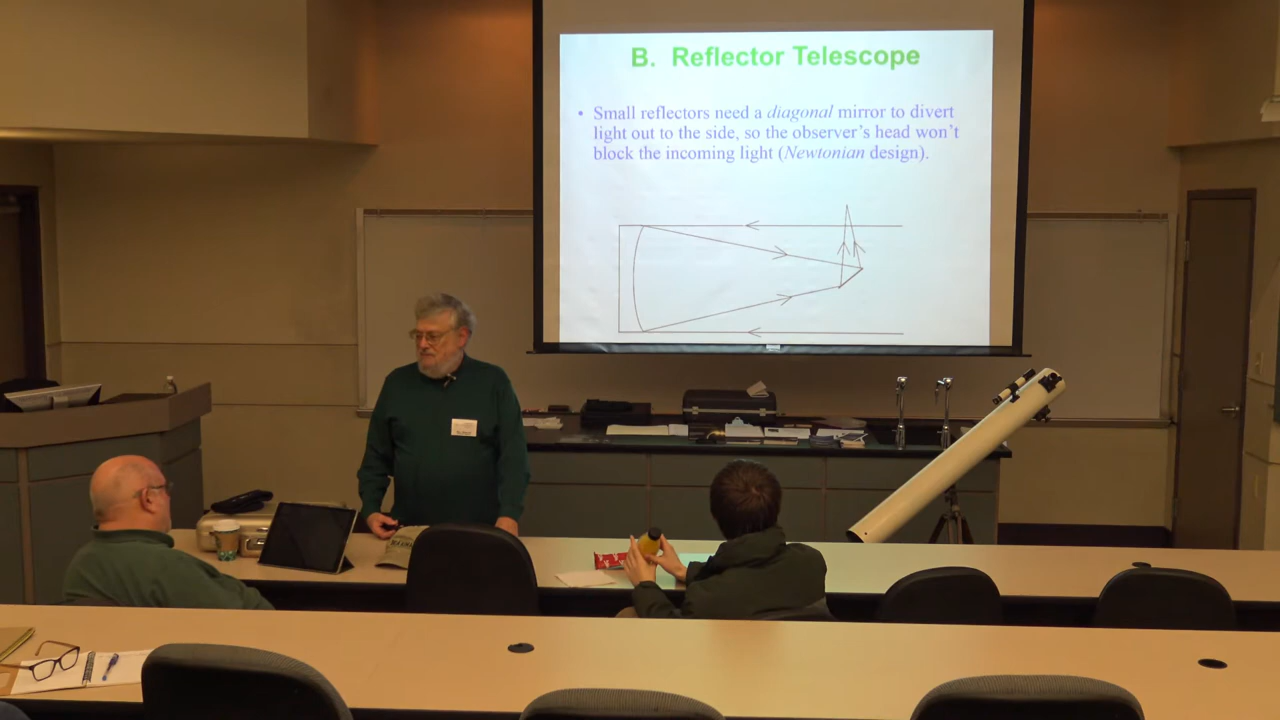 B. Reflector Telescope
• Small reflectors need a diagonal mirror to divert
light out to the side, so the observer’s head won’t
block the incoming light (Newtonian design).